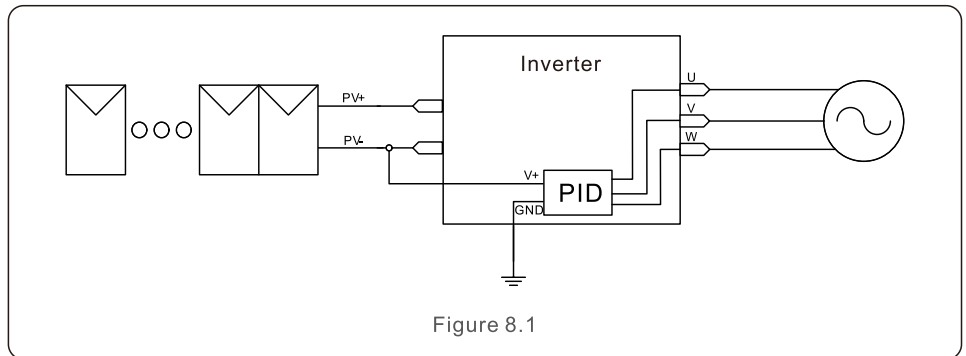 Inverter
U
PV+
V
PV-
W
V+
PID
GND
Figure 8.1